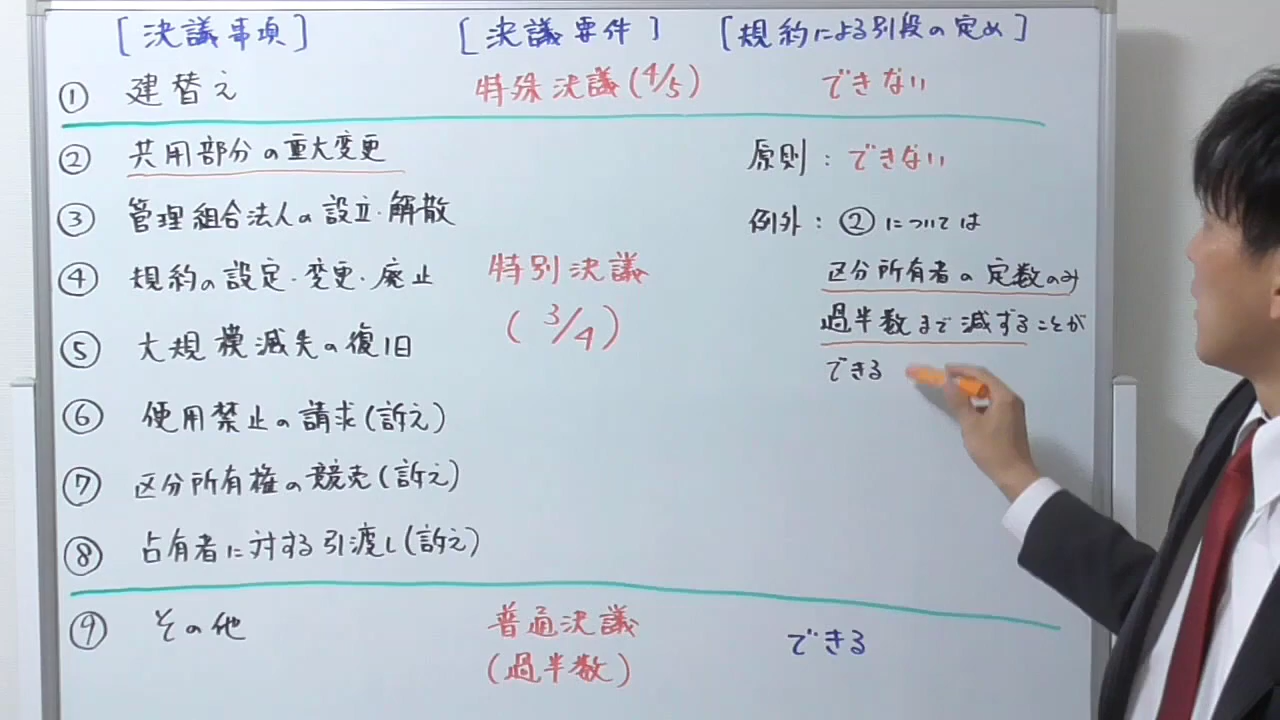 [決議事項] [決議要件] [規約による別段の定め]
① 建替え 特殊決議(4/5) できない
② 共用部分の重大変更 原則：できない
③ 管理組合法人の設立・解散 例外：②については
④ 規約の設定・変更・廃止 特別決議 区分所有者の定数のみ
⑤ 大規模滅失の復旧 (3/4) 過半数まで減ずることが
できる
⑥ 使用禁止の請求(訴え)
⑦ 区分所有権の競売(訴え)
⑧ 占有者に対する引渡し(訴え)
⑨ その他 普通決議 できる
(過半数)